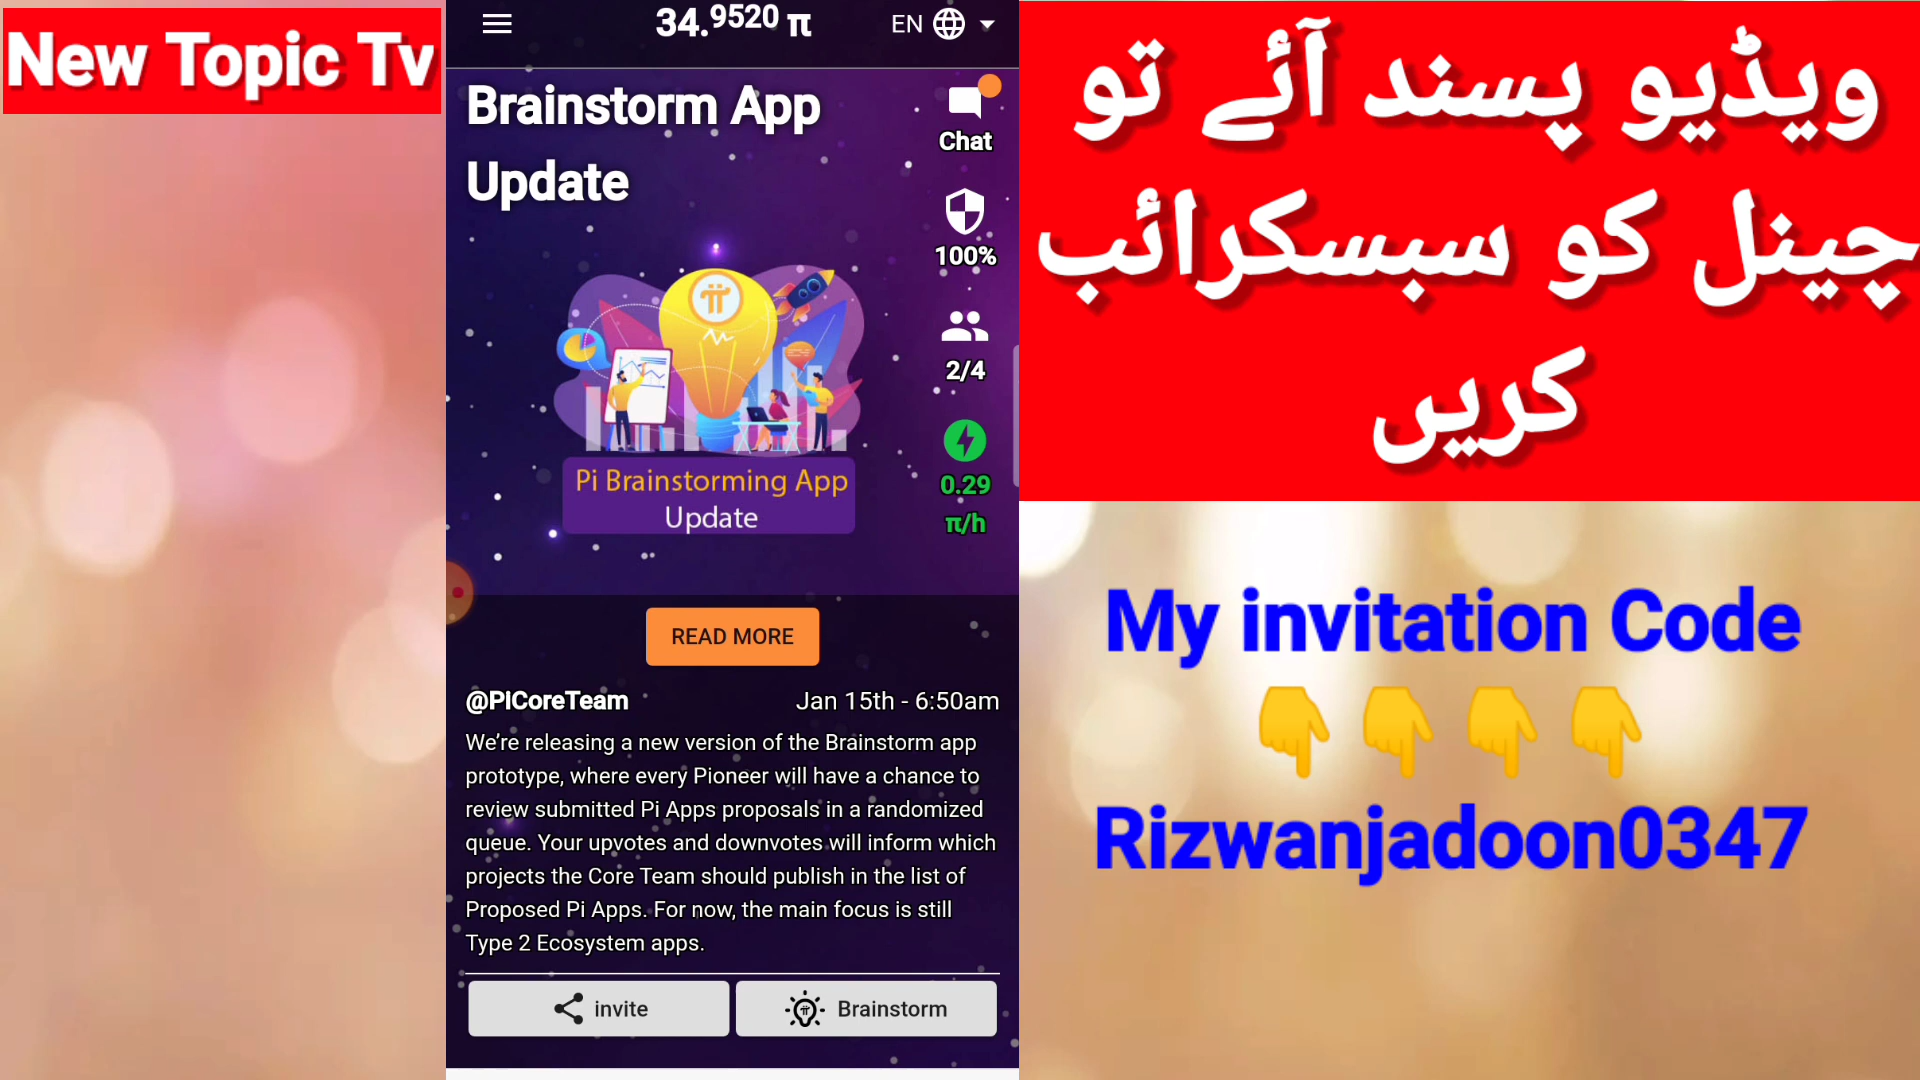 New Topic Tv
34.9520 π
EN
Brainstorm App
Update
Chat
100%
2/4
0.29
π/h
Pi Brainstorming App
Update
READ MORE
@PiCoreTeam
Jan 15th - 6:50am
We’re releasing a new version of the Brainstorm app
prototype, where every Pioneer will have a chance to
review submitted Pi Apps proposals in a randomized
queue. Your upvotes and downvotes will inform which
projects the Core Team should publish in the list of
Proposed Pi Apps. For now, the main focus is still
Type 2 Ecosystem apps.
invite
Brainstorm
ویڈیو پسند آئے تو
چینل کو سبسکرائب
کریں
My invitation Code
👇👇👇👇
Rizwanjadoon0347